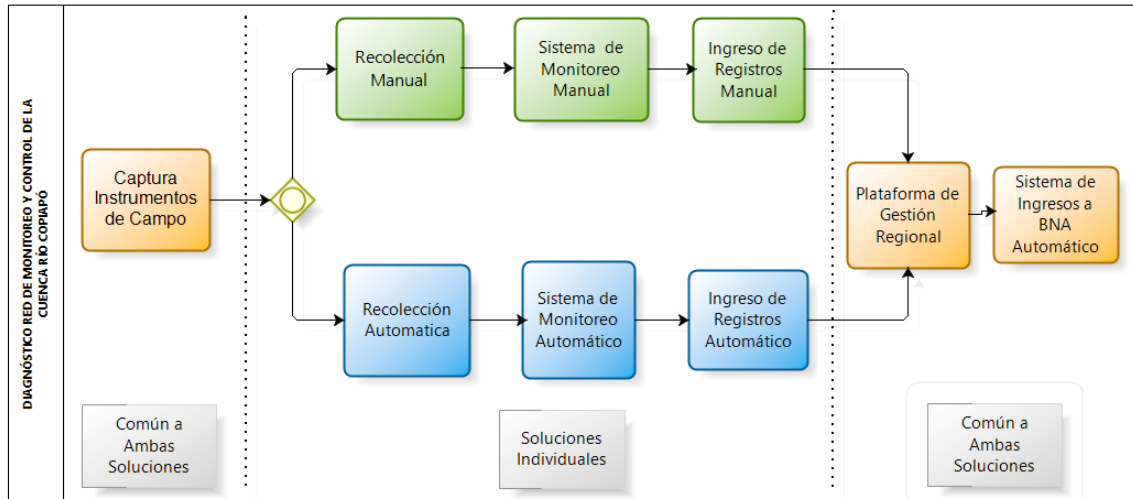 DIAGNÓSTICO RED DE MONITOREO Y CONTROL DE LA
CUENCA RÍO COPIAPÓ
Captura
Instrumentos
de Campo
Recolección
Manual
Sistema de
Monitoreo
Manual
Ingreso de
Registros
Manual
Recolección
Automatica
Sistema de
Monitoreo
Automático
Ingreso de
Registros
Automático
Plataforma de
Gestión
Regional
Sistema de
Ingresos a
BNA
Automático
Común a
Ambas
Soluciones
Soluciones
Individuales
Común a
Ambas
Soluciones